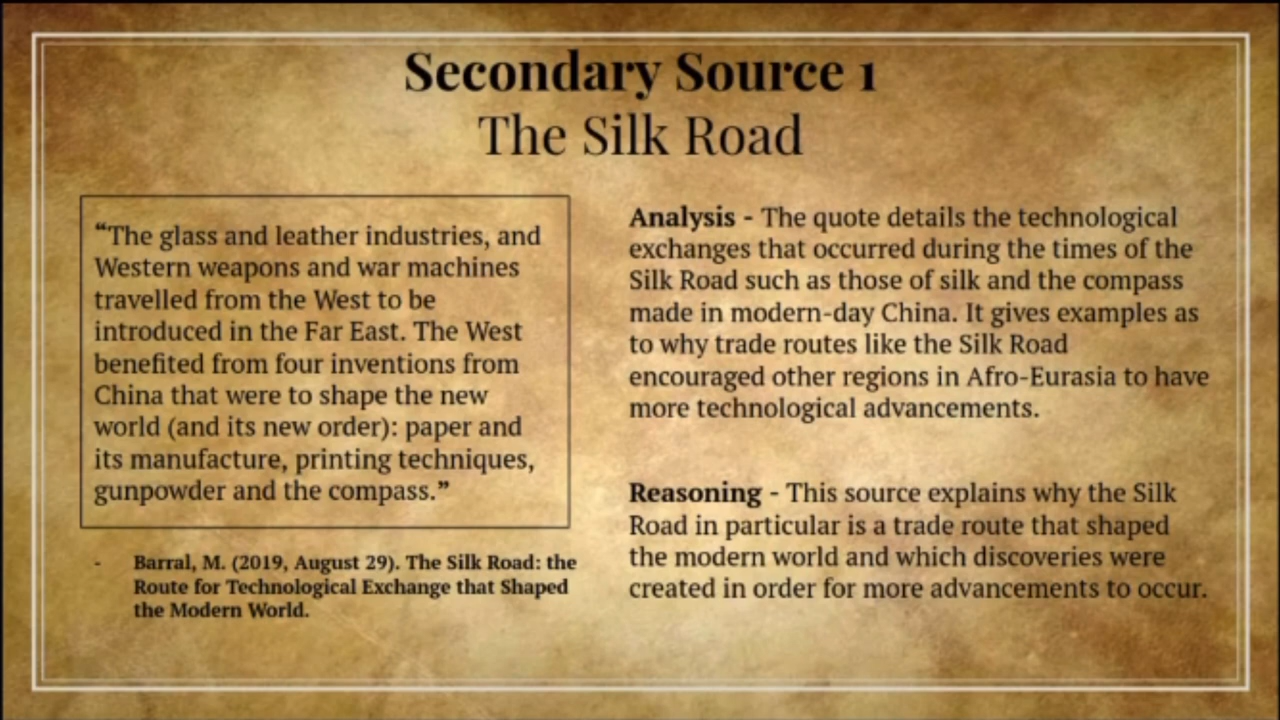 Secondary Source 1
The Silk Road
“The glass and leather industries, and
Western weapons and war machines
travelled from the West to be
introduced in the Far East. The West
benefited from four inventions from
China that were to shape the new
world (and its new order): paper and
its manufacture, printing techniques,
gunpowder and the compass.”
- Barral, M. (2019, August 29). The Silk Road: the
Route for Technological Exchange that Shaped
the Modern World.
Analysis - The quote details the technological
exchanges that occurred during the times of the
Silk Road such as those of silk and the compass
made in modern-day China. It gives examples as
to why trade routes like the Silk Road
encouraged other regions in Afro-Eurasia to have
more technological advancements.
Reasoning - This source explains why the Silk
Road in particular is a trade route that shaped
the modern world and which discoveries were
created in order for more advancements to occur.